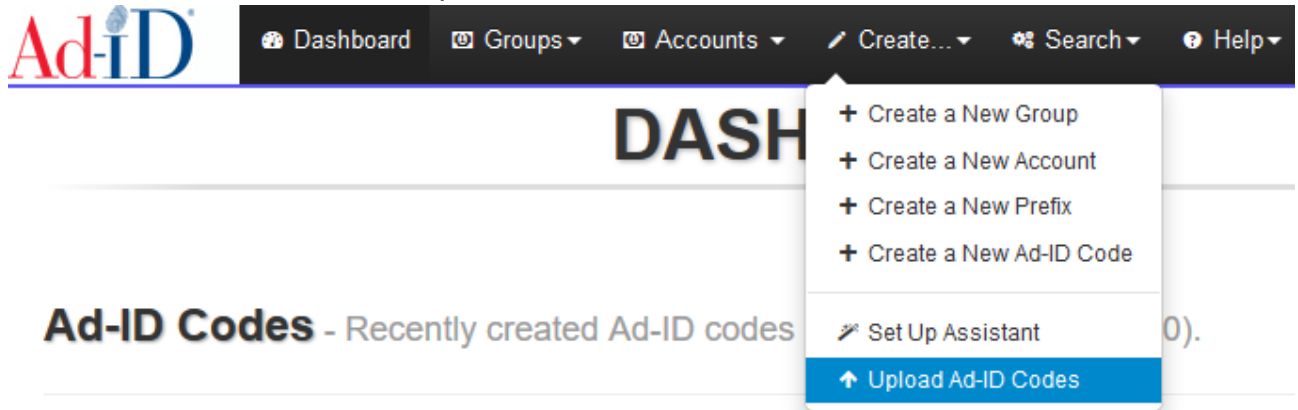 Ad-iD Dashboard Groups Accounts Create... Search Help
DASH
+ Create a New Group
+ Create a New Account
+ Create a New Prefix
+ Create a New Ad-ID Code
Ad-ID Codes - Recently created Ad-ID codes 0).
Set Up Assistant
Upload Ad-ID Codes